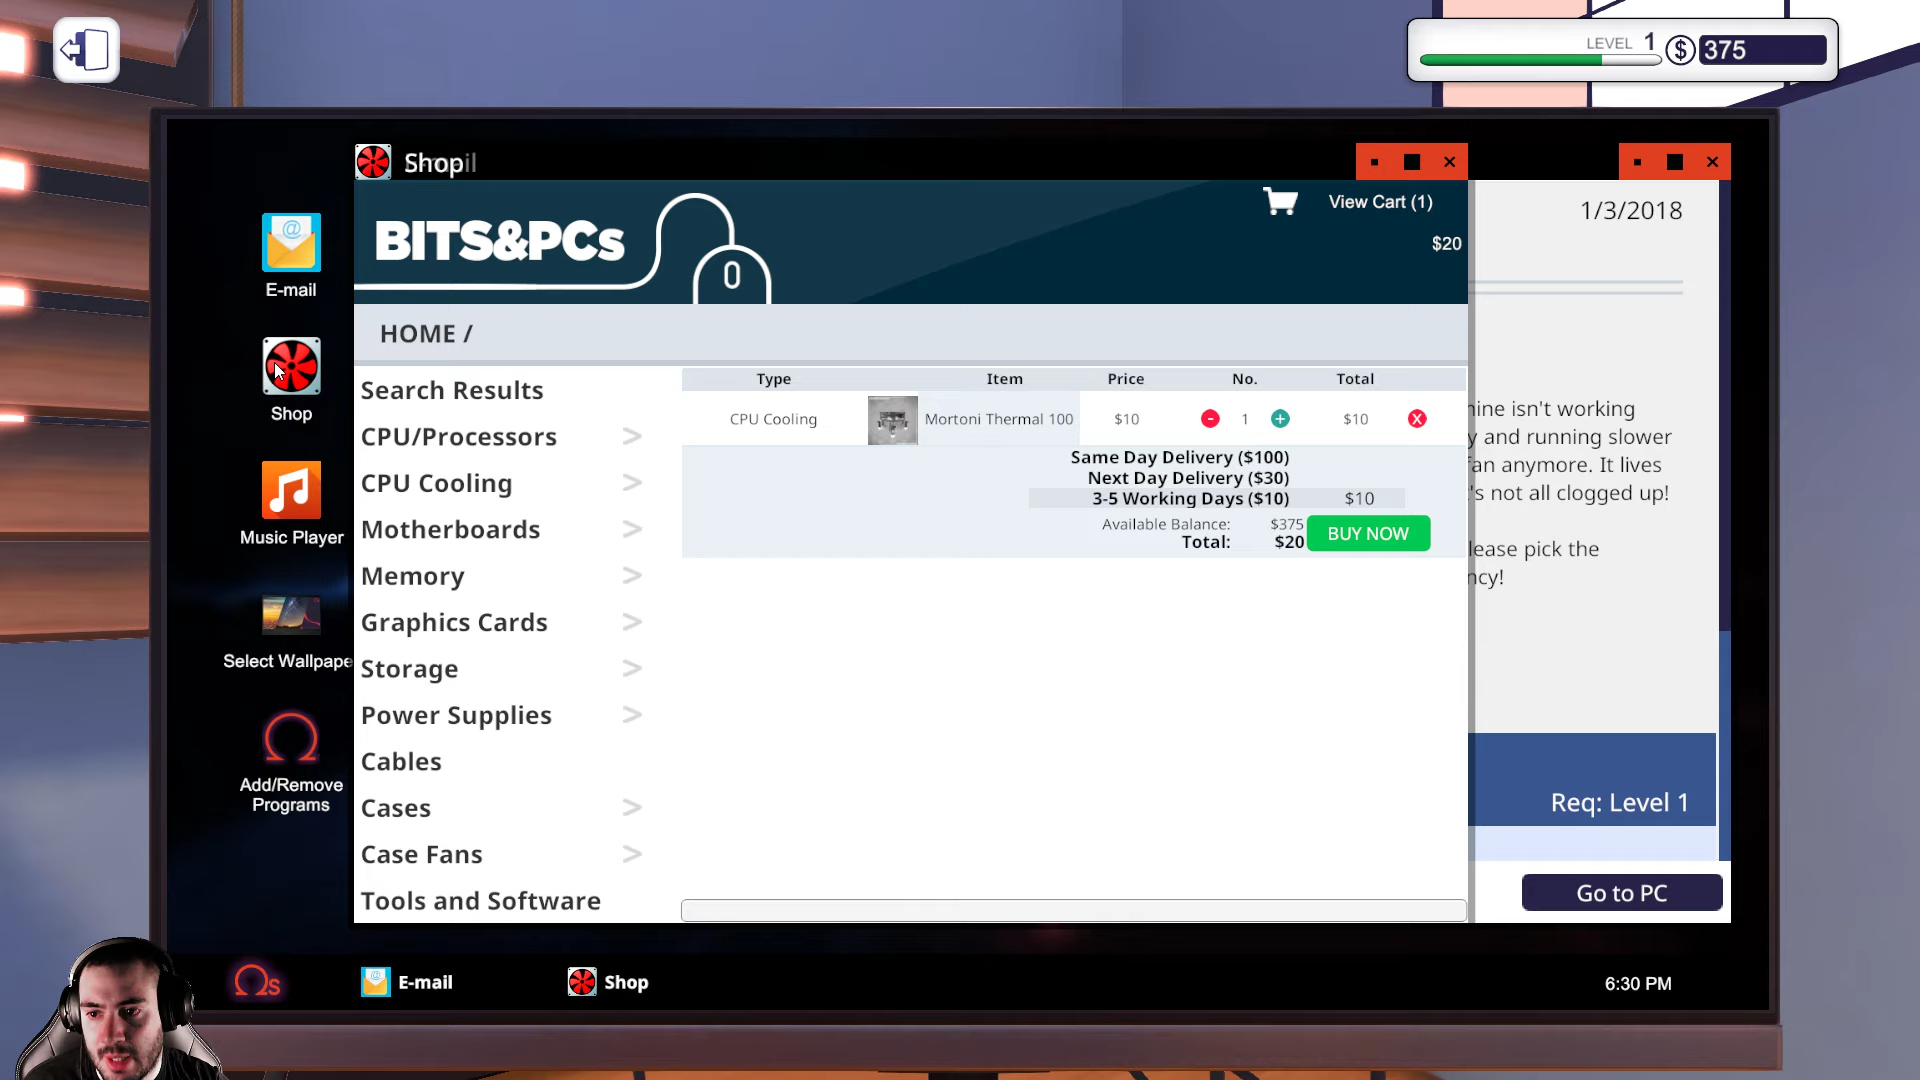 LEVEL 1 $ 375
Shop
View Cart (1)
$20
BITS&PCs
1/3/2018
E-mail
Shop
Music Player
Select Wallpape
Add/Remove
Programs
HOME /
Search Results
CPU/Processors >
CPU Cooling >
Motherboards >
Memory >
Graphics Cards >
Storage >
Power Supplies >
Cables
Cases >
Case Fans >
Tools and Software
Type Item Price No. Total
CPU Cooling Mortoni Thermal 100 $10 - 1 + $10 X
Same Day Delivery ($100)
Next Day Delivery ($30)
3-5 Working Days ($10) $10
Available Balance: $375
Total: $20
BUY NOW
isn't working
y and running slower
fan anymore. It lives
's not all clogged up!
lease pick the
ncy!
Req: Level 1
Go to PC
Ωs E-mail Shop 6:30 PM